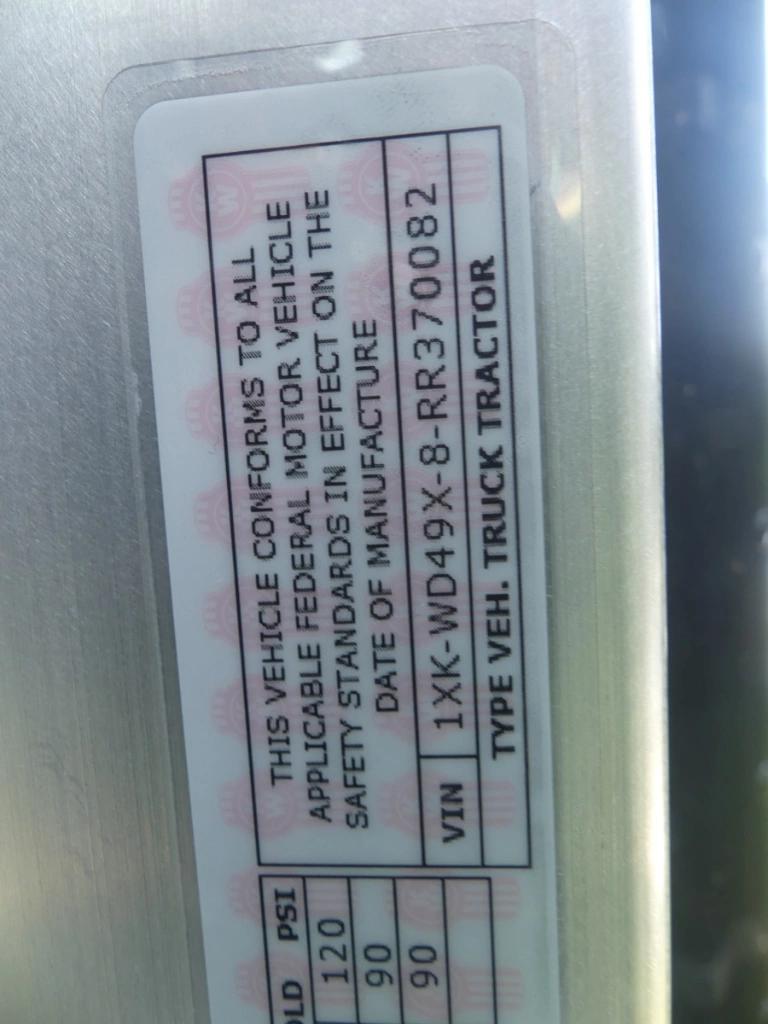 THIS VEHICLE CONFORMS TO ALL
APPLICABLE FEDERAL MOTOR VEHICLE
SAFETY STANDARDS IN EFFECT ON THE
DATE OF MANUFACTURE
VIN 1XK-WD49X-8-RR370082
TYPE VEH. TRUCK TRACTOR
OLD PSI
120
90
90